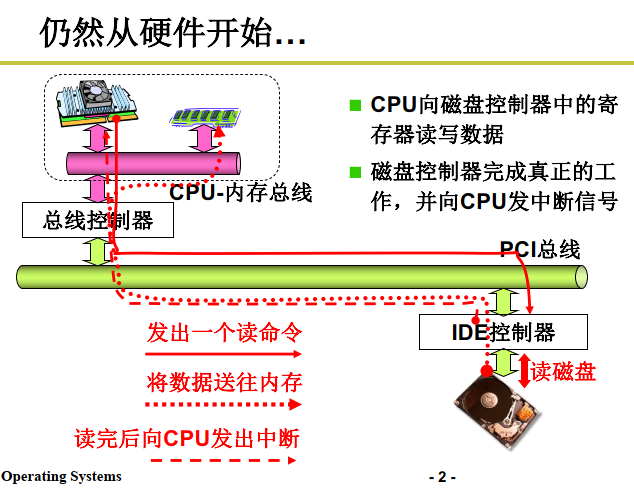 仍然从硬件开始…
CPU向磁盘控制器中的寄
存器读写数据
磁盘控制器完成真正的工
作，并向CPU发中断信号
CPU-内存总线
总线控制器
PCI总线
IDE控制器
读磁盘
发出一个读命令
将数据送往内存
读完后向CPU发出中断
Operating Systems
- 2 -